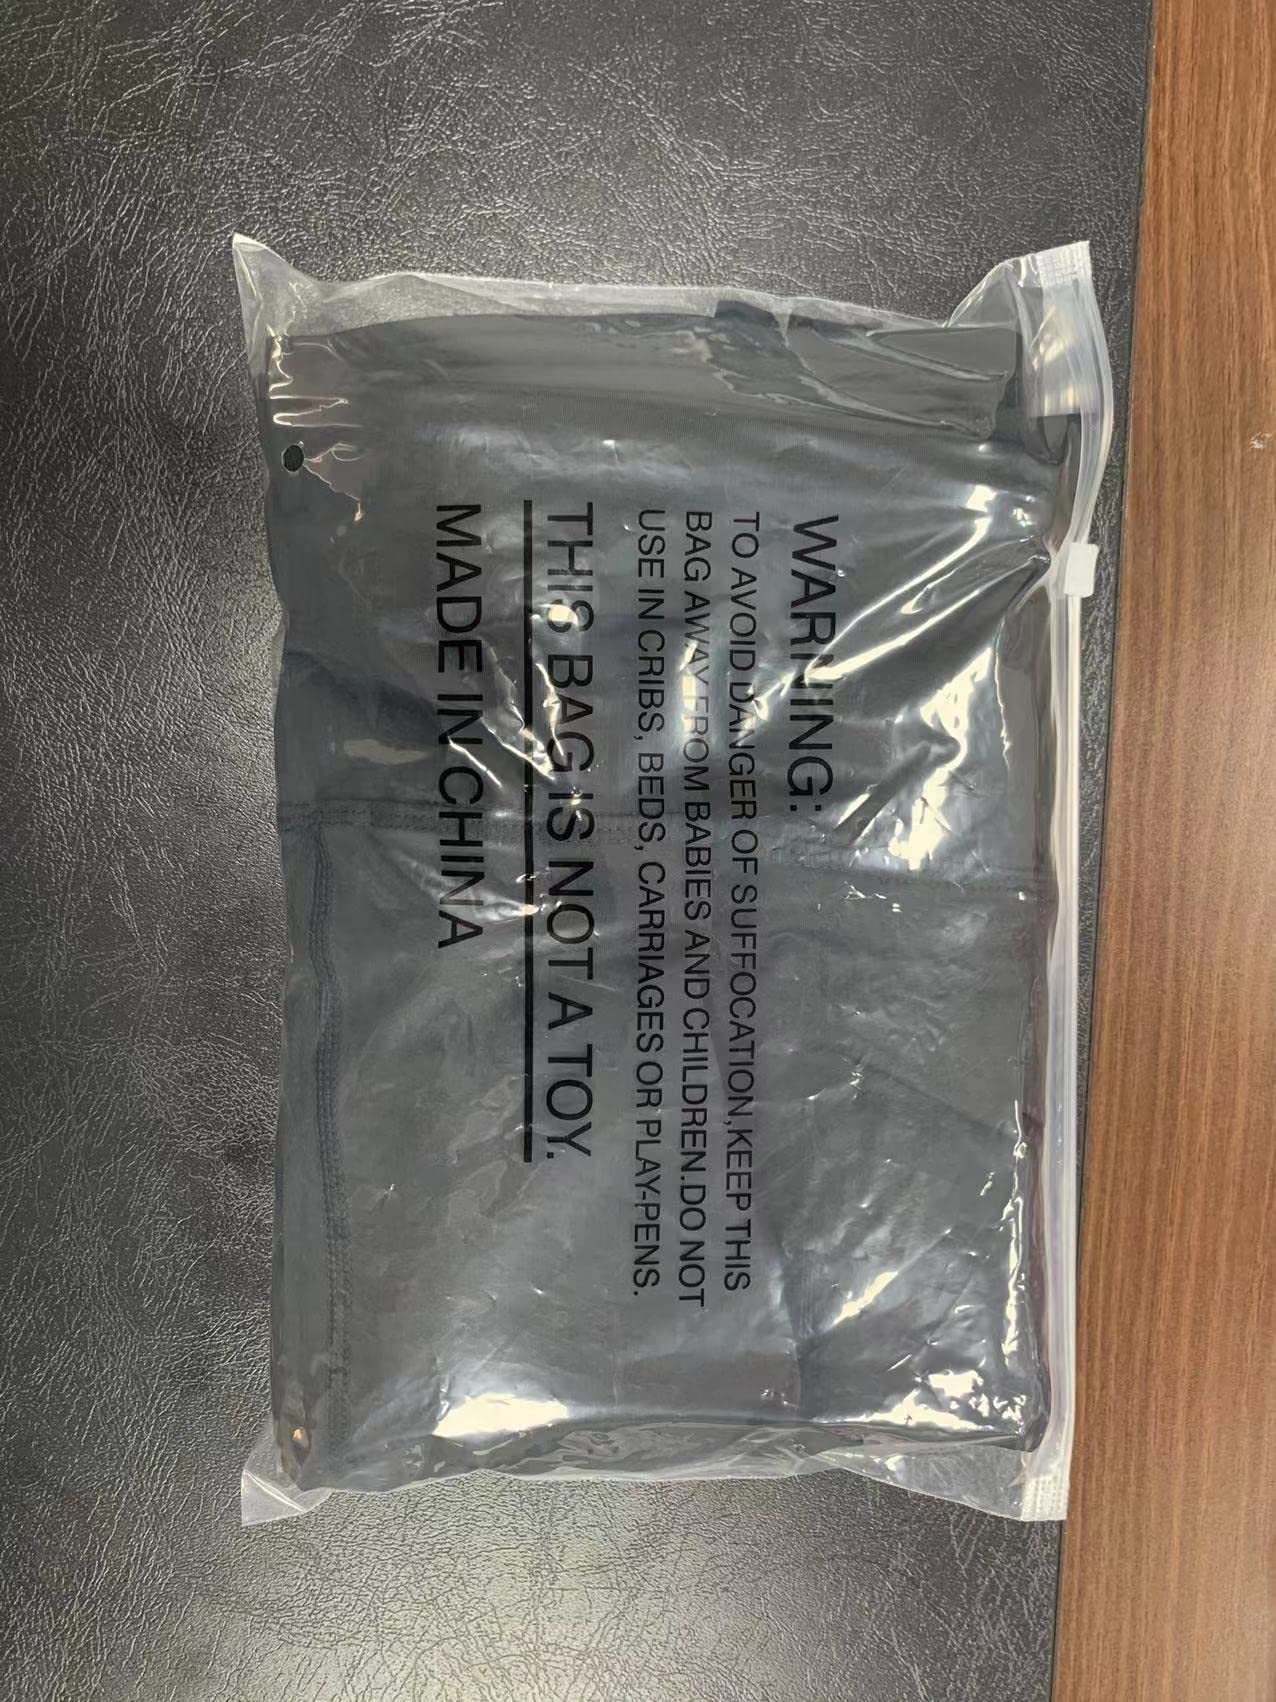 WARNING:
TO AVOID DANGER OF SUFFOCATION,KEEP THIS
BAG AWAY FROM BABIES AND CHILDREN.DO NOT
USE IN CRIBS, BEDS, CARRIAGES OR PLAY-PENS.
THIS BAG IS NOT A TOY.
MADE IN CHINA